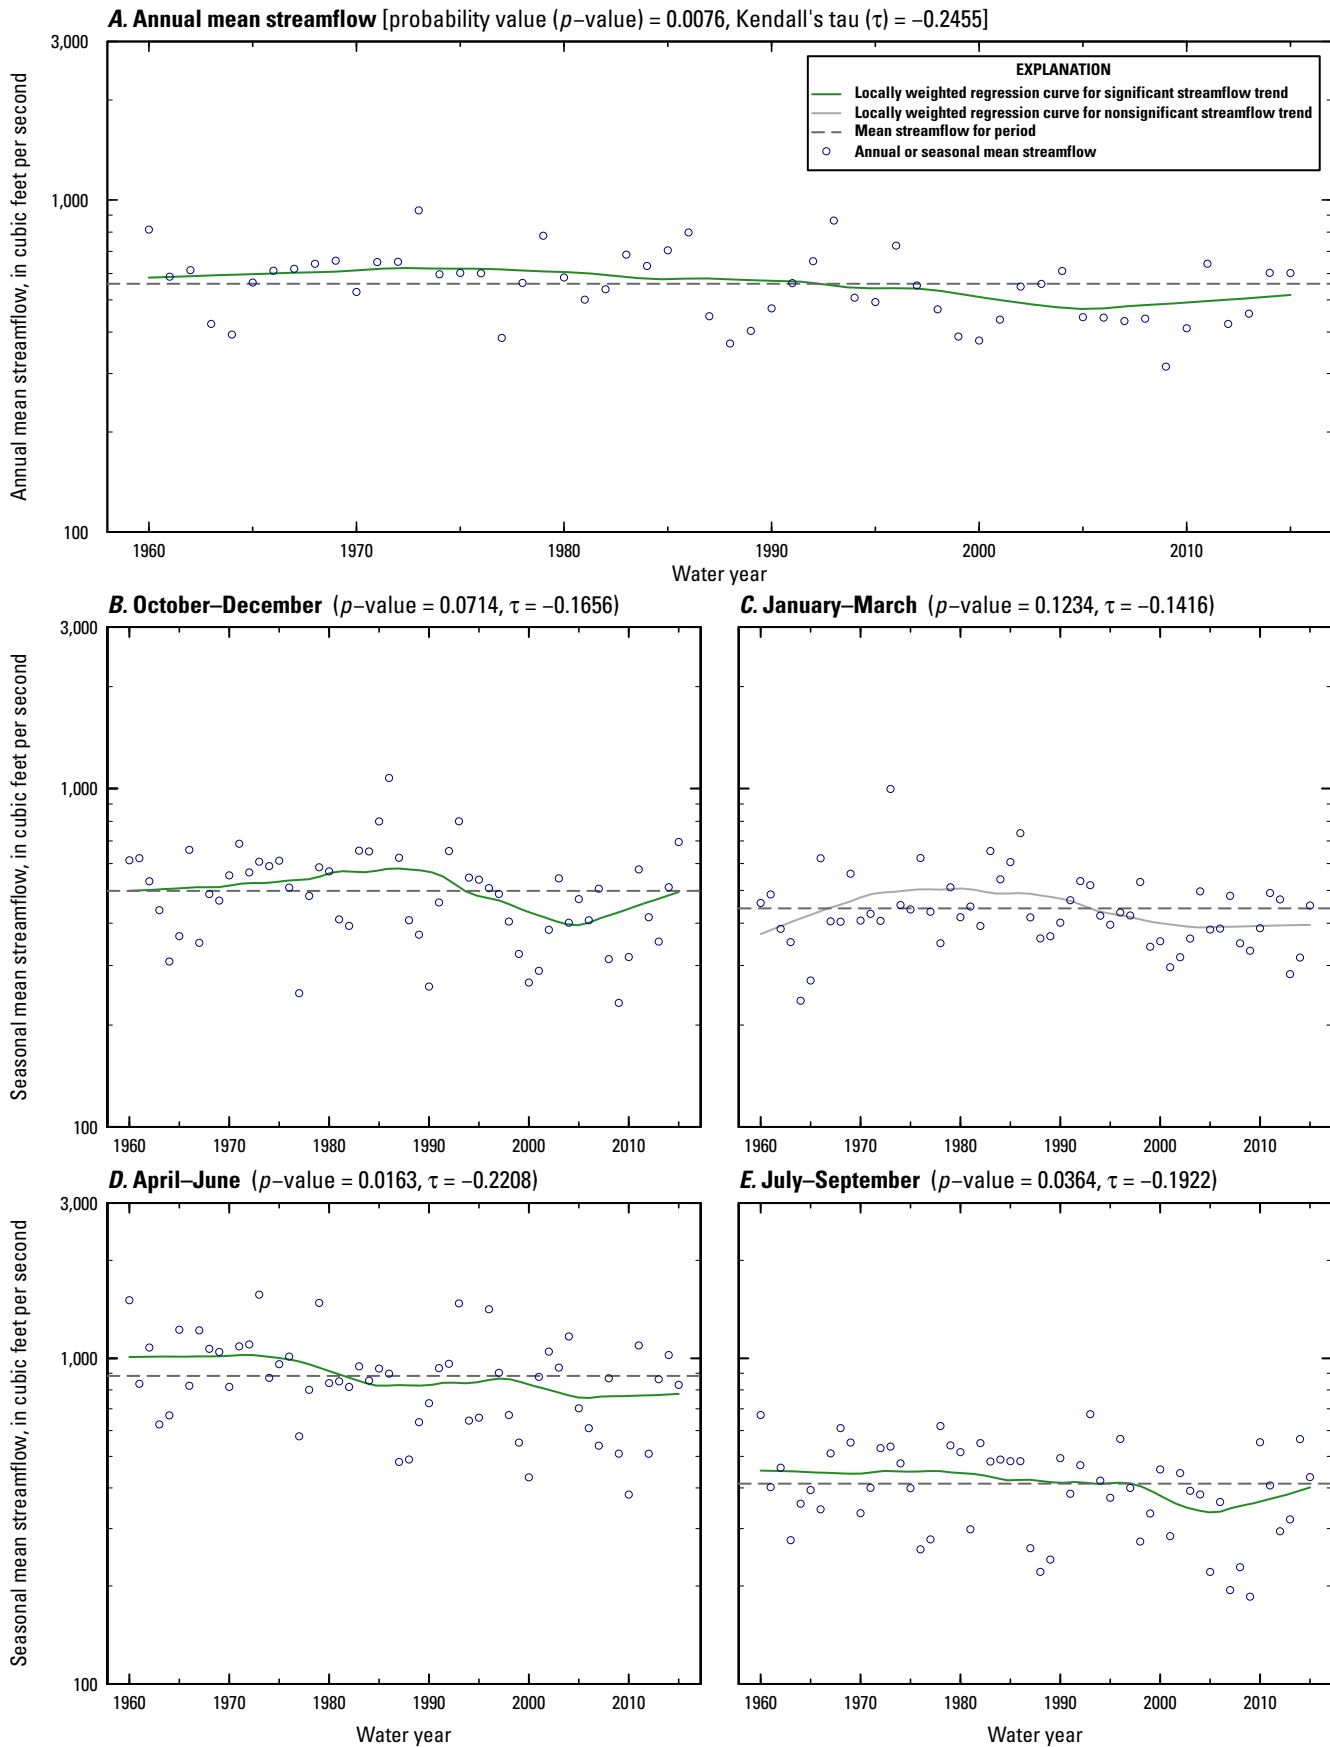 A. Annual mean streamflow [probability value (p−value) = 0.0076, Kendall's tau (τ) = −0.2455]
3,000
1,000
100
Annual mean streamflow, in cubic feet per second
EXPLANATION
Locally weighted regression curve for significant streamflow trend
Locally weighted regression curve for nonsignificant streamflow trend
Mean streamflow for period
Annual or seasonal mean streamflow
1960 1970 1980 1990 2000 2010
Water year
B. October–December (p−value = 0.0714, τ = −0.1656)
3,000
1,000
100
Seasonal mean streamflow, in cubic feet per second
1960 1970 1980 1990 2000 2010
C. January–March (p−value = 0.1234, τ = −0.1416)
1960 1970 1980 1990 2000 2010
D. April–June (p−value = 0.0163, τ = −0.2208)
3,000
1,000
100
Seasonal mean streamflow, in cubic feet per second
1960 1970 1980 1990 2000 2010
Water year
E. July–September (p−value = 0.0364, τ = −0.1922)
1960 1970 1980 1990 2000 2010
Water year